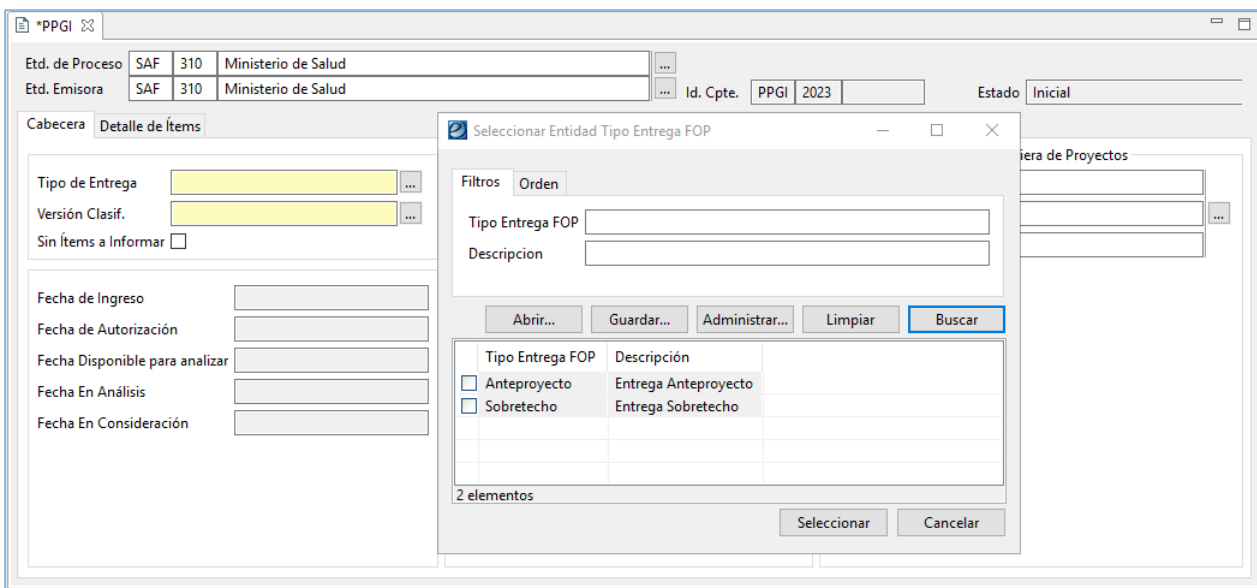 *PPGI
Etd. de Proceso SAF 310 Ministerio de Salud ...
Etd. Emisora SAF 310 Ministerio de Salud ... Id. Cpte. PPGI 2023 Estado Inicial
Cabecera Detalle de Ítems
Tipo de Entrega ...
Versión Clasif. ...
Sin Ítems a Informar
Fecha de Ingreso
Fecha de Autorización
Fecha Disponible para analizar
Fecha En Análisis
Fecha En Consideración
Seleccionar Entidad Tipo Entrega FOP
Filtros Orden
Tipo Entrega FOP
Descripcion
Abrir... Guardar... Administrar... Limpiar Buscar
Tipo Entrega FOP Descripción
Anteproyecto Entrega Anteproyecto
Sobretecho Entrega Sobretecho
2 elementos
Seleccionar Cancelar
iera de Proyectos
...